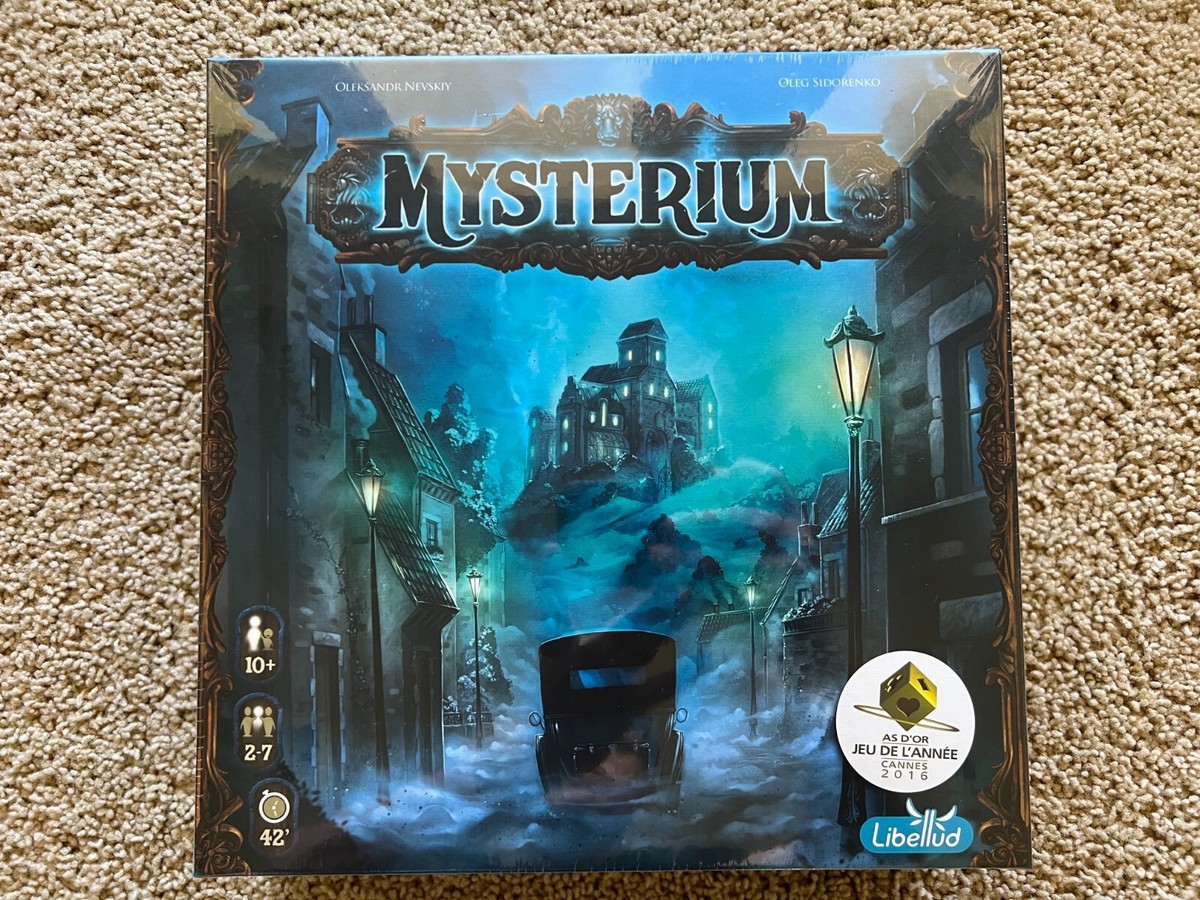 OLEKSANDR NEVSKIY
OLEG SIDORENKO
MYSTERIUM
10+
2-7
42'
AS D'OR
JEU DE L'ANNÉE
CANNES
2016
Libellud